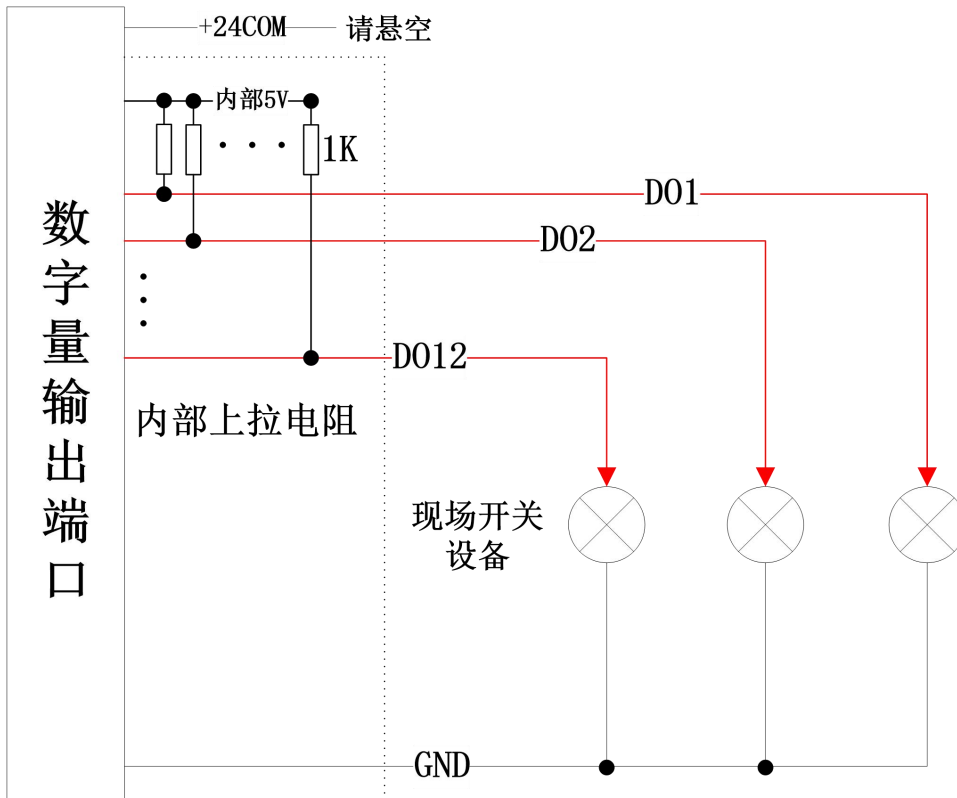 +24COM 请悬空
内部5V
1K
DO1
DO2
DO12
数字量输出端口
内部上拉电阻
现场开关
设备
GND